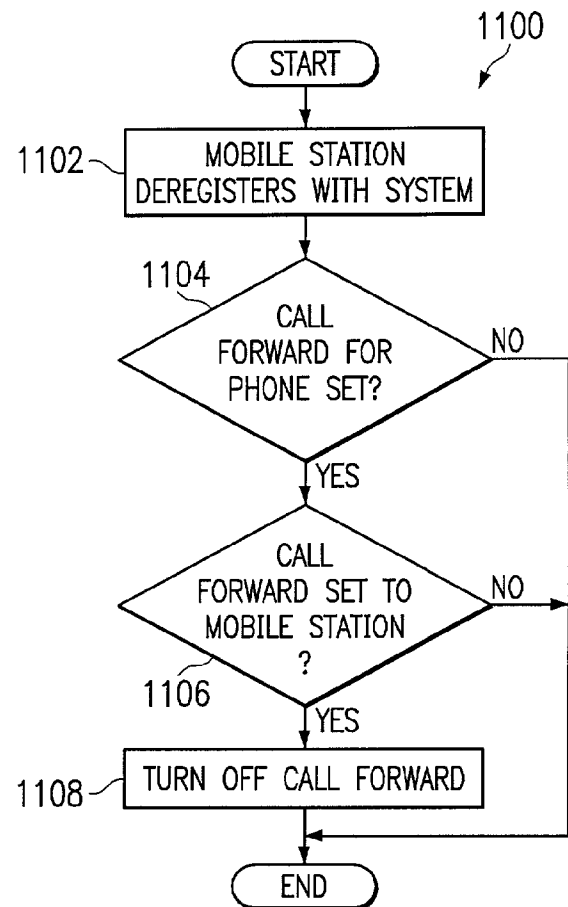 1100
START
1102
MOBILE STATION
DEREGISTERS WITH SYSTEM
1104
CALL
FORWARD FOR
PHONE SET?
NO
YES
CALL
FORWARD SET TO
MOBILE STATION
?
NO
1106
YES
1108
TURN OFF CALL FORWARD
END